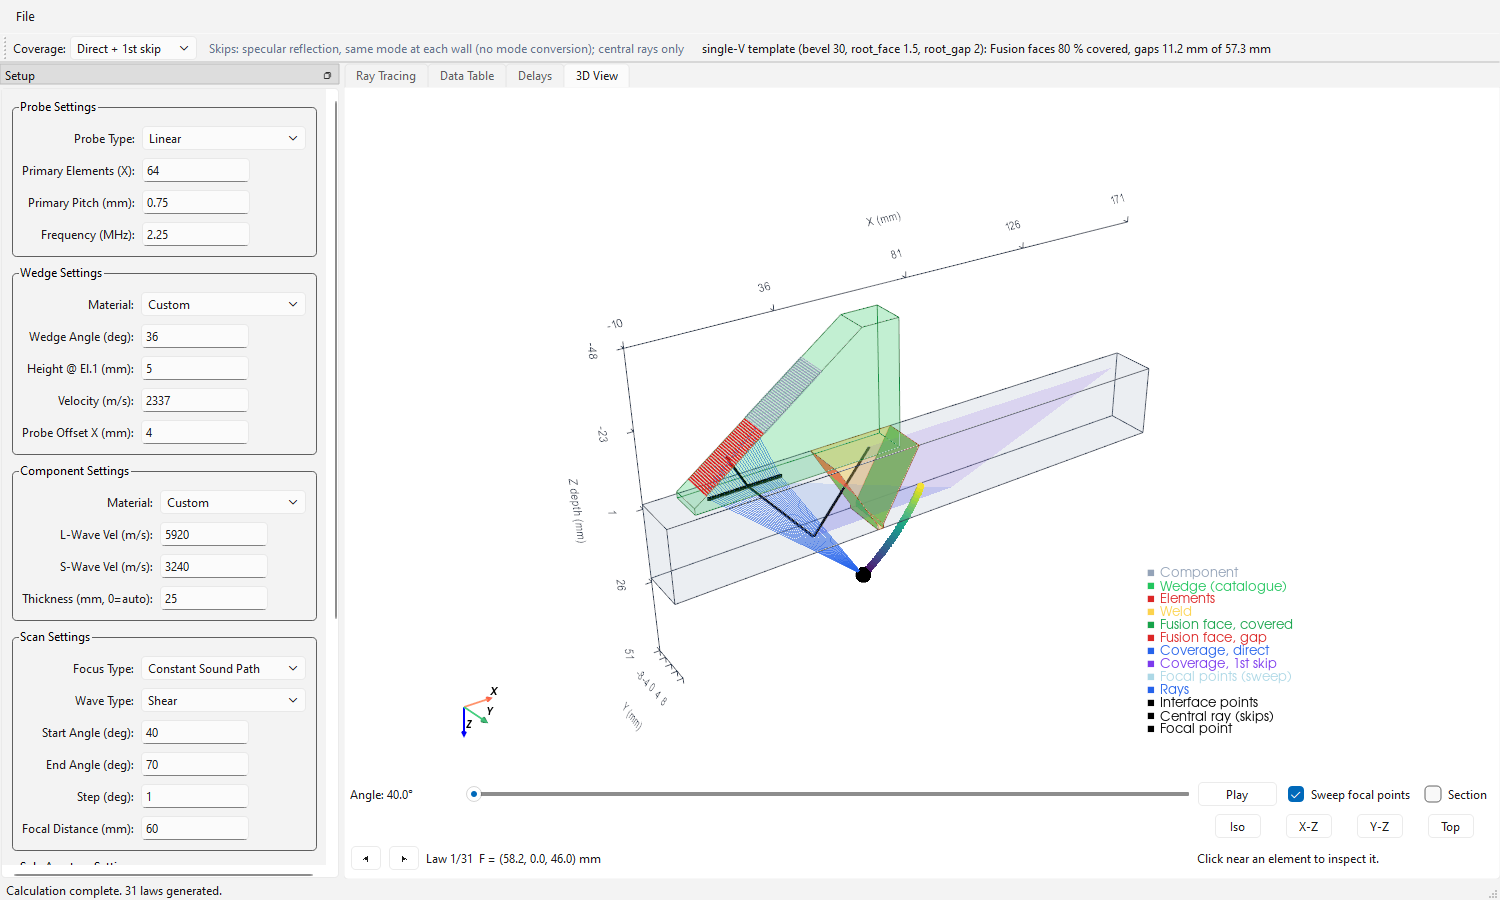 File
Coverage: Direct + 1st skip Skips: specular reflection, same mode at each wall (no mode conversion); central rays only single-V template (bevel 30, root_face 1.5, root_gap 2): Fusion faces 80 % covered, gaps 11.2 mm of 57.3 mm
Setup
Ray Tracing Data Table Delays 3D View
Probe Settings
Probe Type: Linear
Primary Elements (X): 64
Primary Pitch (mm): 0.75
Frequency (MHz): 2.25
Wedge Settings
Material: Custom
Wedge Angle (deg): 36
Height @ El.1 (mm): 5
Velocity (m/s): 2337
Probe Offset X (mm): 4
Component Settings
Material: Custom
L-Wave Vel (m/s): 5920
S-Wave Vel (m/s): 3240
Thickness (mm, 0=auto): 25
Scan Settings
Focus Type: Constant Sound Path
Wave Type: Shear
Start Angle (deg): 40
End Angle (deg): 70
Step (deg): 1
Focal Distance (mm): 60
X (mm)
-10
36
81
126
171
-48
-23
1
26
51
Z depth (mm)
-8
-4
0
4
8
Y (mm)
X
Y
Z
Component
Wedge (catalogue)
Elements
Weld
Fusion face, covered
Fusion face, gap
Coverage, direct
Coverage, 1st skip
Focal points (sweep)
Rays
Interface points
Central ray (skips)
Focal point
Angle: 40.0°
Play Sweep focal points Section
Iso X-Z Y-Z Top
Law 1/31 F = (58.2, 0.0, 46.0) mm
Click near an element to inspect it.
Calculation complete. 31 laws generated.